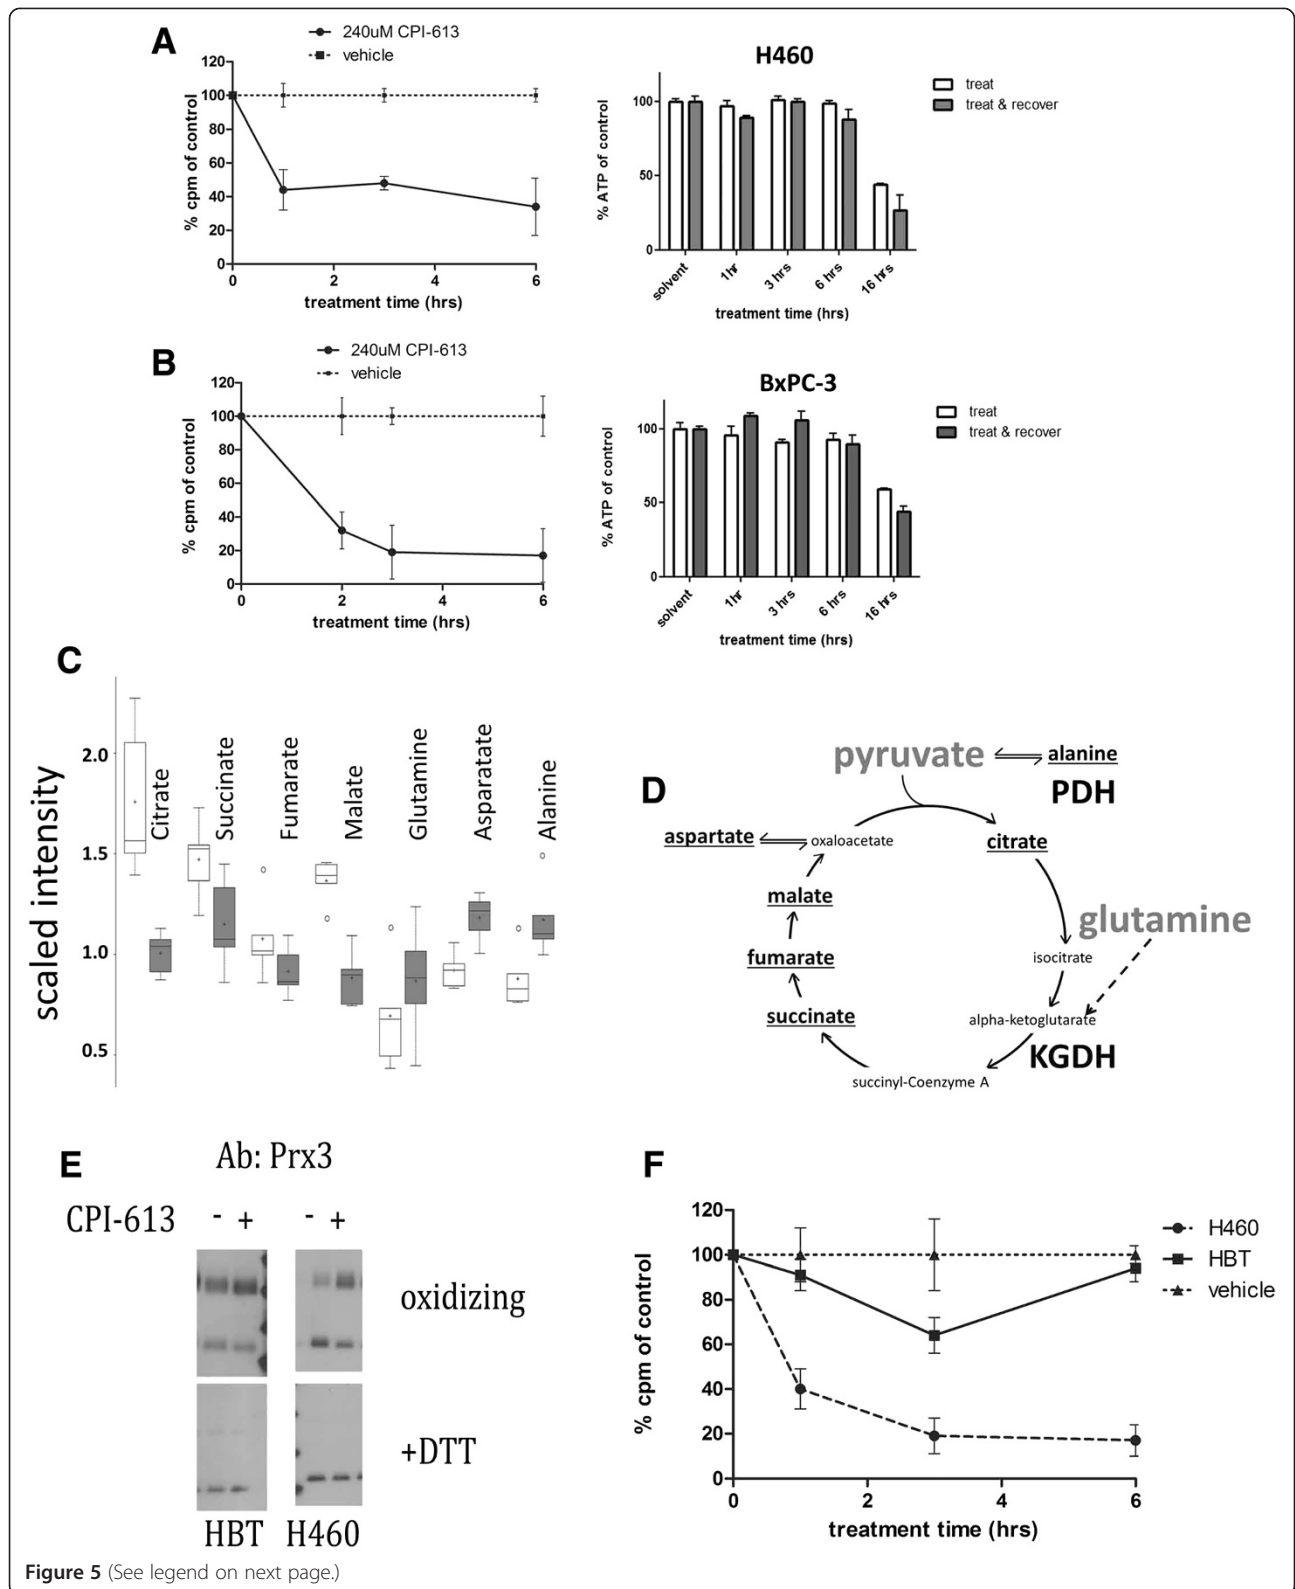 A
240uM CPI-613
vehicle
% cpm of control
120
100
80
60
40
20
0
0 2 4 6
treatment time (hrs)
H460
treat
treat & recover
% ATP of control
100
50
0
solvent
1 hr
3 hrs
6 hrs
16 hrs
treatment time (hrs)
B
240uM CPI-613
vehicle
% cpm of control
120
100
80
60
40
20
0
0 2 4 6
treatment time (hrs)
BxPC-3
treat
treat & recover
% ATP of control
100
50
0
solvent
1 hr
3 hrs
6 hrs
16 hrs
treatment time (hrs)
C
scaled intensity
2.0
1.5
1.0
0.5
Citrate
Succinate
Fumarate
Malate
Glutamine
Asparatate
Alanine
D
pyruvate
alanine
PDH
aspartate
oxaloacetate
citrate
malate
glutamine
fumarate
isocitrate
succinate
alpha-ketoglutarate
KGDH
succinyl-Coenzyme A
E
Ab: Prx3
CPI-613 - + - +
oxidizing
+DTT
HBT H460
F
H460
HBT
vehicle
% cpm of control
120
100
80
60
40
20
0
0 2 4 6
treatment time (hrs)
Figure 5 (See legend on next page.)